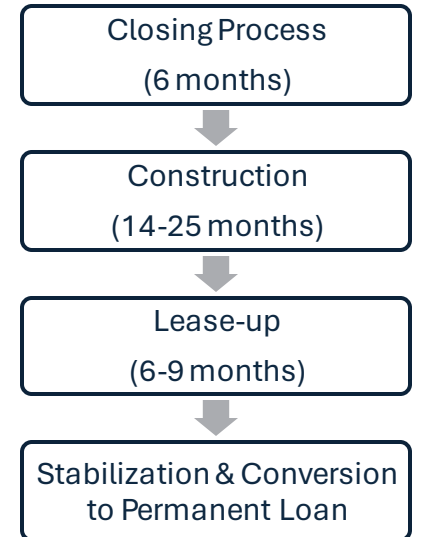 Closing Process
(6 months)
Construction
(14-25 months)
Lease-up
(6-9 months)
Stabilization & Conversion
to Permanent Loan